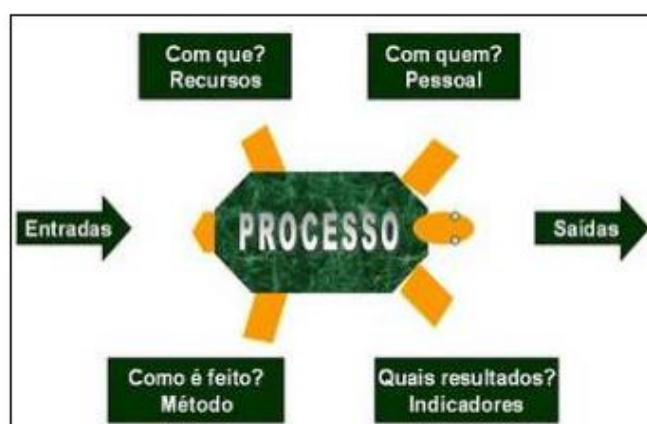 Com que?
Recursos
Com quem?
Pessoal
Entradas
PROCESSO
Saídas
Como é feito?
Método
Quais resultados?
Indicadores